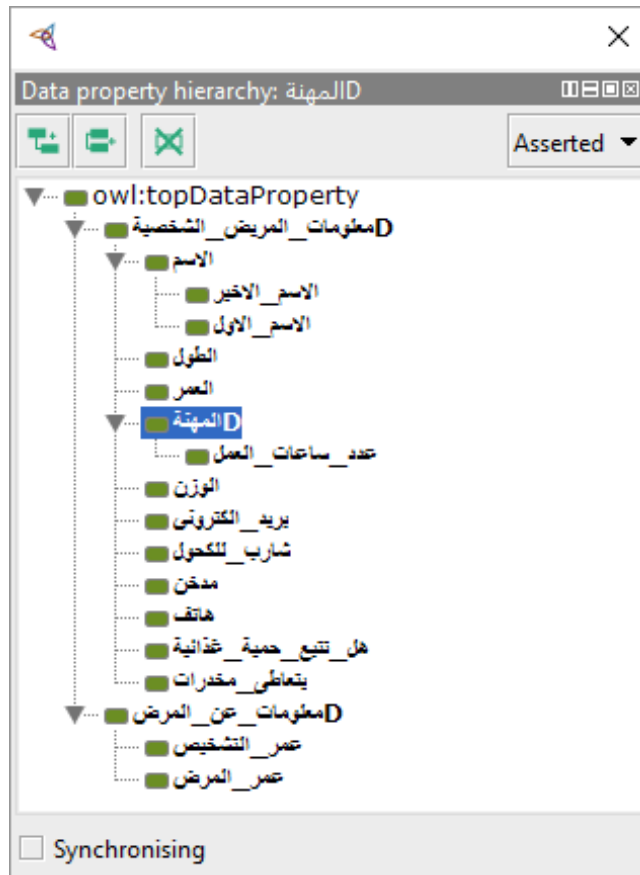 Data property hierarchy: المهنةD
Asserted
owl:topDataProperty
معلومات_المريض_الشخصيةD
الاسم
الاسم_الاخير
الاسم_الاول
الطول
العمر
المهنةD
عدد_ساعات_العمل
الوزن
بريد_الكتروني
شارب_للكحول
مدخن
هاتف
هل_تتبع_حمية_غذائية
يتعاطى_مخدرات
معلومات_عن_المرضD
عمر_التشخيص
عمر_المرض
Synchronising